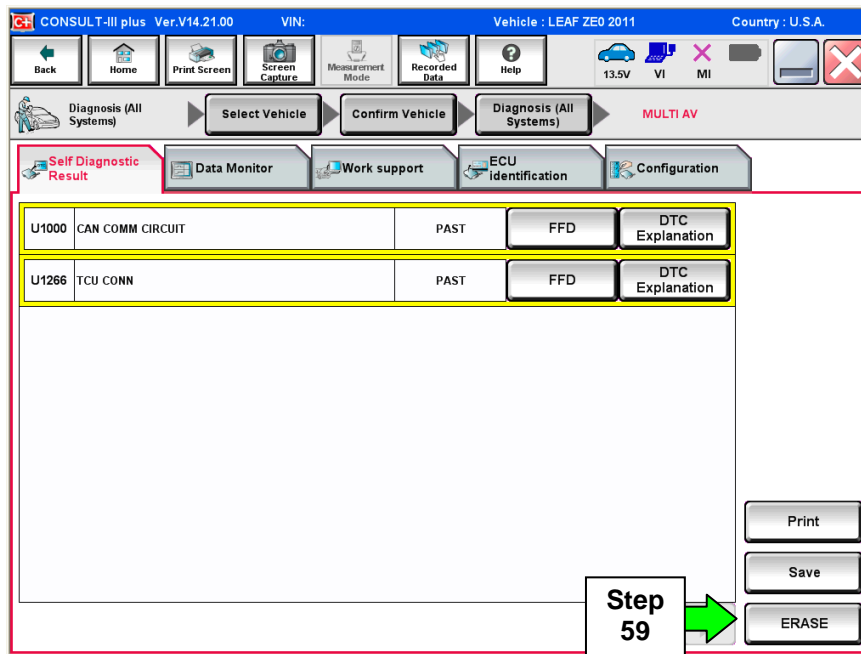 C+ CONSULT-III plus Ver.V14.21.00 VIN: Vehicle : LEAF ZE0 2011 Country : U.S.A.
Back
Home
Print Screen
Screen
Capture
Measurement
Mode
Recorded
Data
Help
13.5V VI MI
Diagnosis (All
Systems)
Select Vehicle
Confirm Vehicle
Diagnosis (All
Systems)
MULTI AV
Self Diagnostic
Result
Data Monitor
Work support
ECU
identification
Configuration
U1000 CAN COMM CIRCUIT PAST FFD
DTC
Explanation
U1266 TCU CONN PAST FFD
DTC
Explanation
Print
Save
Step
59
ERASE